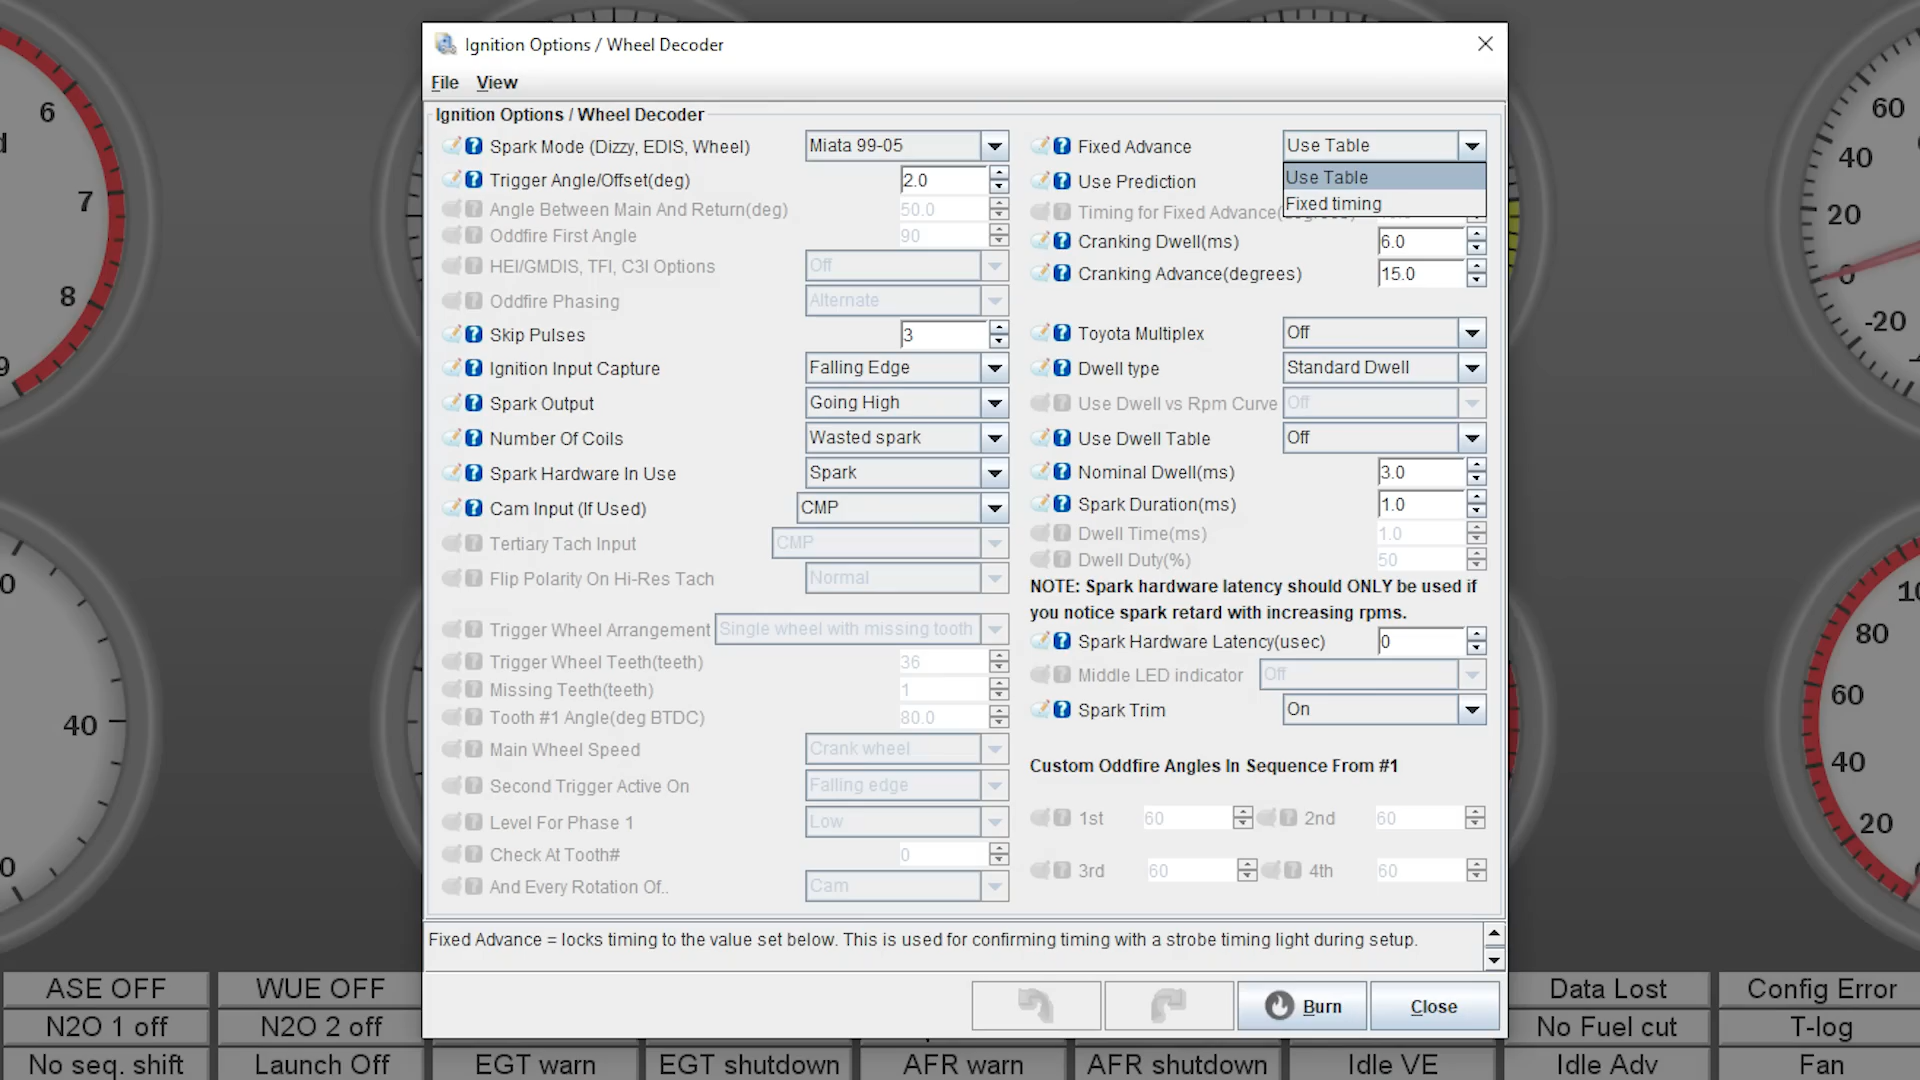 Ignition Options / Wheel Decoder
File View
Ignition Options / Wheel Decoder
Spark Mode (Dizzy, EDIS, Wheel) Miata 99-05
Trigger Angle/Offset(deg) 2.0
Angle Between Main And Return(deg) 50.0
Oddfire First Angle 90
HEI/GMDIS, TFI, C3I Options Off
Oddfire Phasing Alternate
Skip Pulses 3
Ignition Input Capture Falling Edge
Spark Output Going High
Number Of Coils Wasted spark
Spark Hardware In Use Spark
Cam Input (If Used) CMP
Tertiary Tach Input CMP
Flip Polarity On Hi-Res Tach Normal
Trigger Wheel Arrangement Single wheel with missing tooth
Trigger Wheel Teeth(teeth) 36
Missing Teeth(teeth) 1
Tooth #1 Angle(deg BTDC) 80.0
Main Wheel Speed Crank wheel
Second Trigger Active On Falling edge
Level For Phase 1 Low
Check At Tooth# 0
And Every Rotation Of.. Cam
Fixed Advance Use Table
Use Prediction Use Table
Fixed timing
Timing for Fixed Advance(
Cranking Dwell(ms) 6.0
Cranking Advance(degrees) 15.0
Toyota Multiplex Off
Dwell type Standard Dwell
Use Dwell vs Rpm Curve Off
Use Dwell Table Off
Nominal Dwell(ms) 3.0
Spark Duration(ms) 1.0
Dwell Time(ms) 1.0
Dwell Duty(%) 50
NOTE: Spark hardware latency should ONLY be used if
you notice spark retard with increasing rpms.
Spark Hardware Latency(usec) 0
Middle LED indicator Off
Spark Trim On
Custom Oddfire Angles In Sequence From #1
1st 60 2nd 60
3rd 60 4th 60
Fixed Advance = locks timing to the value set below. This is used for confirming timing with a strobe timing light during setup.
Burn Close
6
7
8
40
60
40
20
0
-20
80
60
40
20
ASE OFF WUE OFF Data Lost Config Error
N2O 1 off N2O 2 off No Fuel cut T-log
No seq. shift Launch Off EGT warn EGT shutdown AFR warn AFR shutdown Idle VE Idle Adv Fan